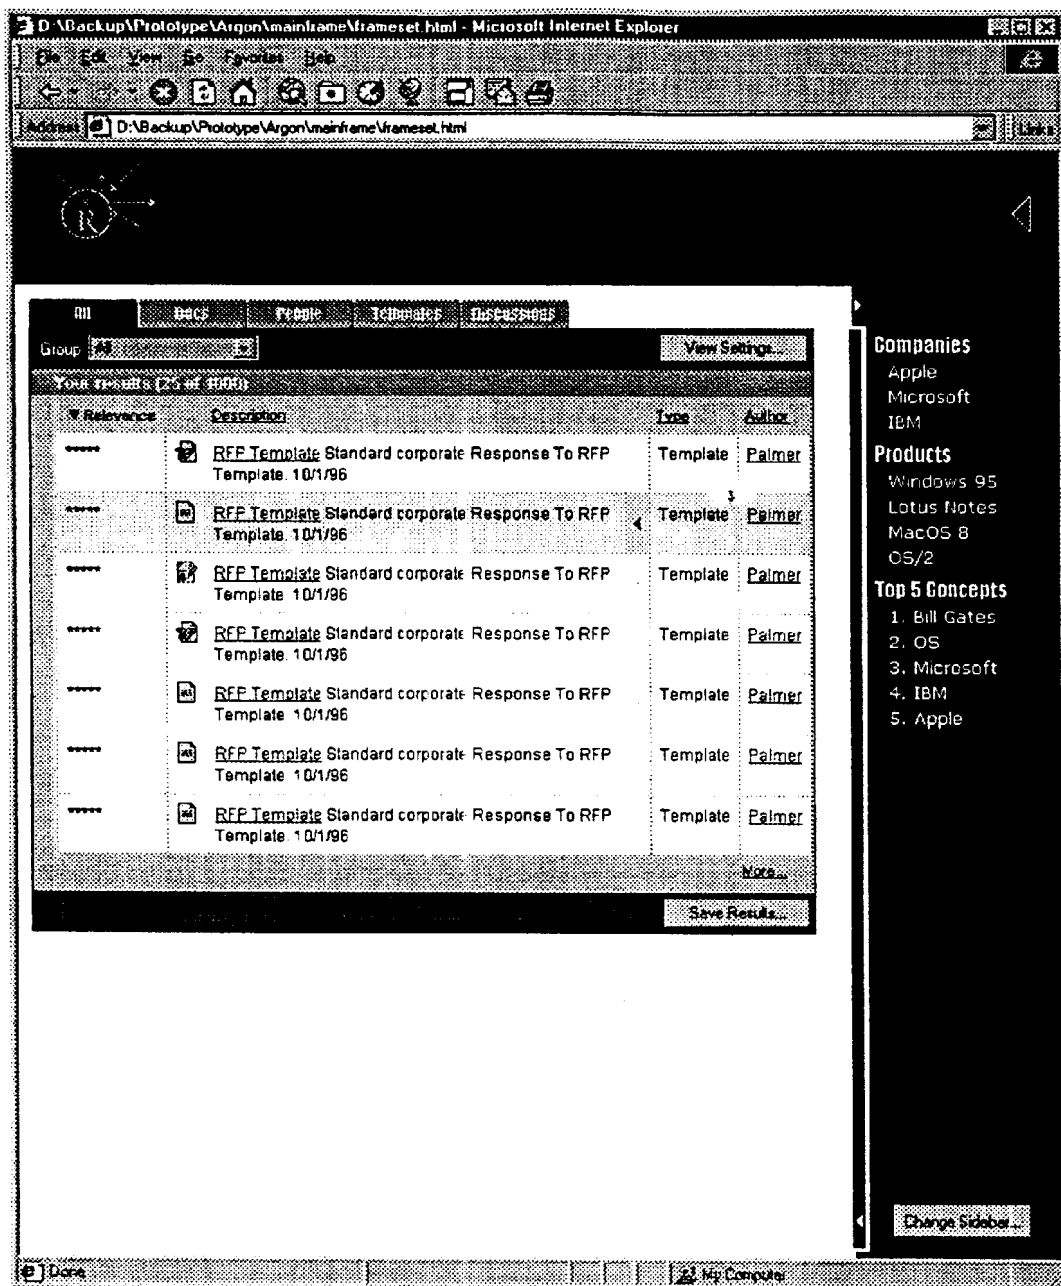 D:\Backup\Prototype\Argon\mainframe\frameset.html - Microsoft Internet Explorer
File Edit View Go Favorites Help
Address D:\Backup\Prototype\Argon\mainframe\frameset.html Links
R
All Docs People Templates Discussions
Group All View Settings...
Your results (25 of 1000)
Relevance Description Type Author
***** RFP Template Standard corporate Response To RFP Template Palmer
Template. 10/1/96
***** RFP Template Standard corporate Response To RFP Template Palmer
Template. 10/1/96
***** RFP Template Standard corporate Response To RFP Template Palmer
Template. 10/1/96
***** RFP Template Standard corporate Response To RFP Template Palmer
Template. 10/1/96
***** RFP Template Standard corporate Response To RFP Template Palmer
Template. 10/1/96
***** RFP Template Standard corporate Response To RFP Template Palmer
Template. 10/1/96
***** RFP Template Standard corporate Response To RFP Template Palmer
Template. 10/1/96
More...
Save Results...
Companies
Apple
Microsoft
IBM
Products
Windows 95
Lotus Notes
MacOS 8
OS/2
Top 5 Concepts
1. Bill Gates
2. OS
3. Microsoft
4. IBM
5. Apple
Change Sidebar...
Done My Computer